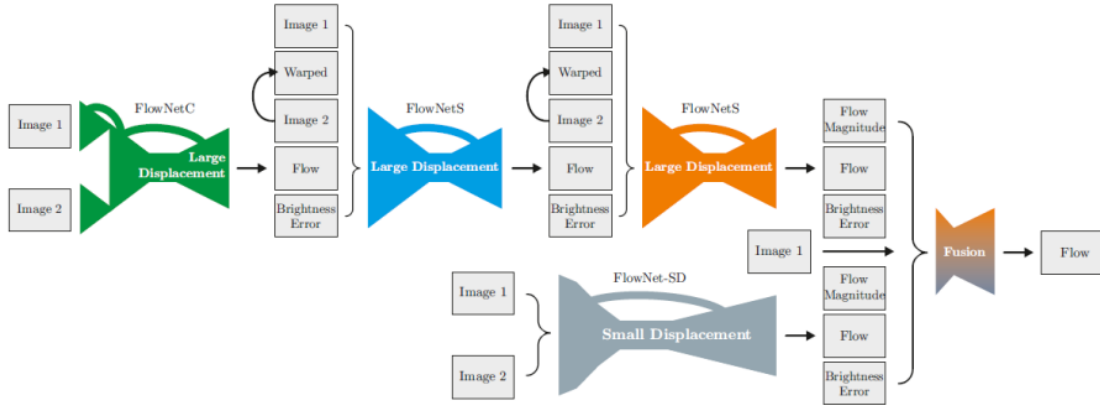 Image 1
Image 2
FlowNetC
Large
Displacement
Image 1
Warped
Image 2
Flow
Brightness
Error
FlowNetS
Large Displacement
Image 1
Warped
Image 2
Flow
Brightness
Error
FlowNetS
Large Displacement
Flow
Magnitude
Flow
Brightness
Error
Image 1
Image 1
Image 2
FlowNet-SD
Small Displacement
Flow
Magnitude
Flow
Brightness
Error
Fusion
Flow